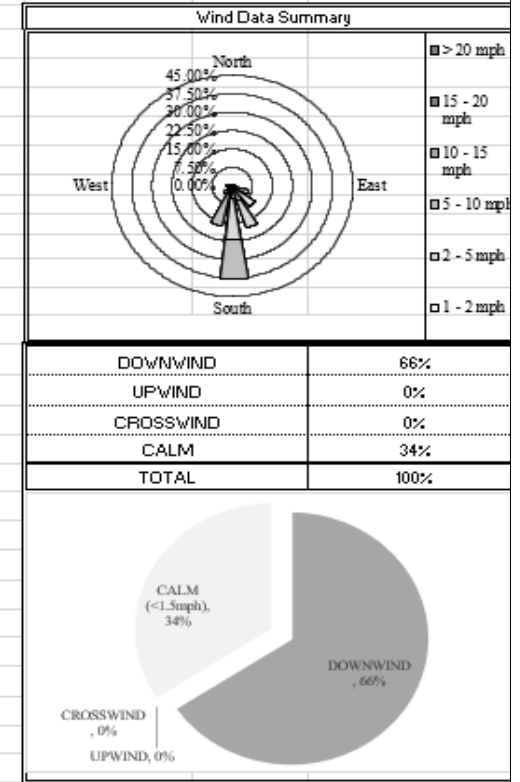 Wind Data Summary
North
45.00%
37.50%
30.00%
22.50%
15.00%
7.50%
0.00%
West
East
South
> 20 mph
15 - 20
mph
10 - 15
mph
5 - 10 mph
2 - 5 mph
1 - 2 mph
DOWNWIND 66%
UPWIND 0%
CROSSWIND 0%
CALM 34%
TOTAL 100%
CALM
(<1.5mph),
34%
DOWNWIND
, 66%
CROSSWIND
, 0%
UPWIND, 0%